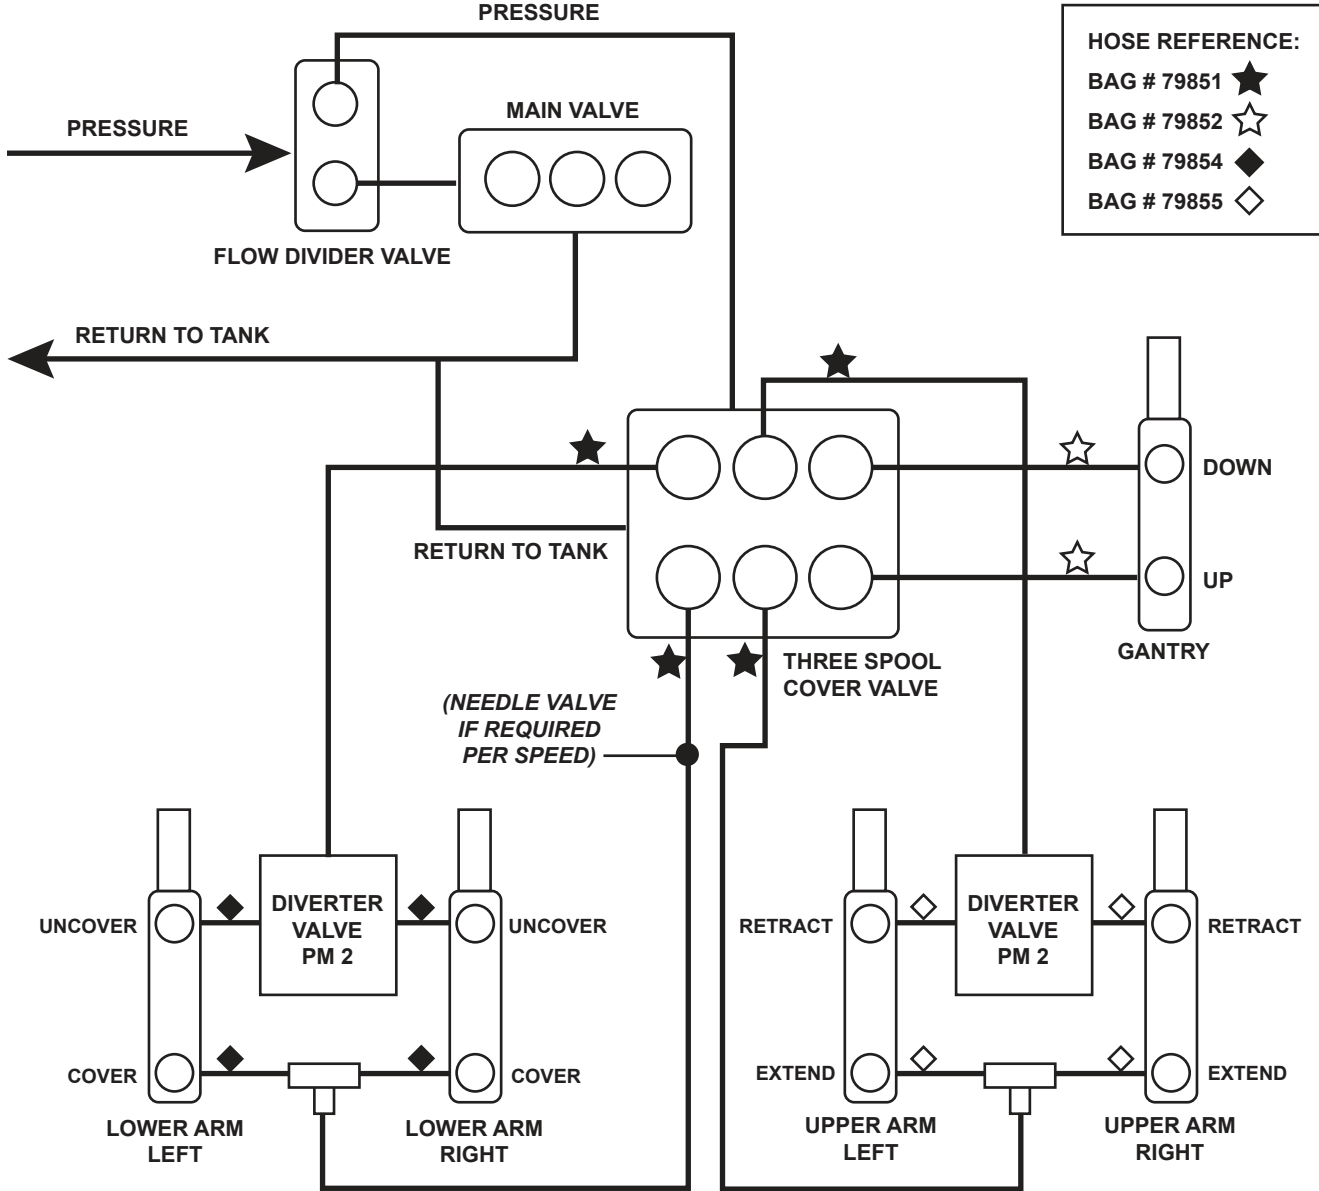 PRESSURE
HOSE REFERENCE:
BAG # 79851
BAG # 79852
BAG # 79854
BAG # 79855
PRESSURE
MAIN VALVE
FLOW DIVIDER VALVE
RETURN TO TANK
DOWN
RETURN TO TANK
UP
GANTRY
THREE SPOOL
COVER VALVE
(NEEDLE VALVE
IF REQUIRED
PER SPEED)
UNCOVER
DIVERTER
VALVE
PM 2
UNCOVER
COVER
COVER
LOWER ARM
LEFT
LOWER ARM
RIGHT
RETRACT
DIVERTER
VALVE
PM 2
RETRACT
EXTEND
EXTEND
UPPER ARM
LEFT
UPPER ARM
RIGHT